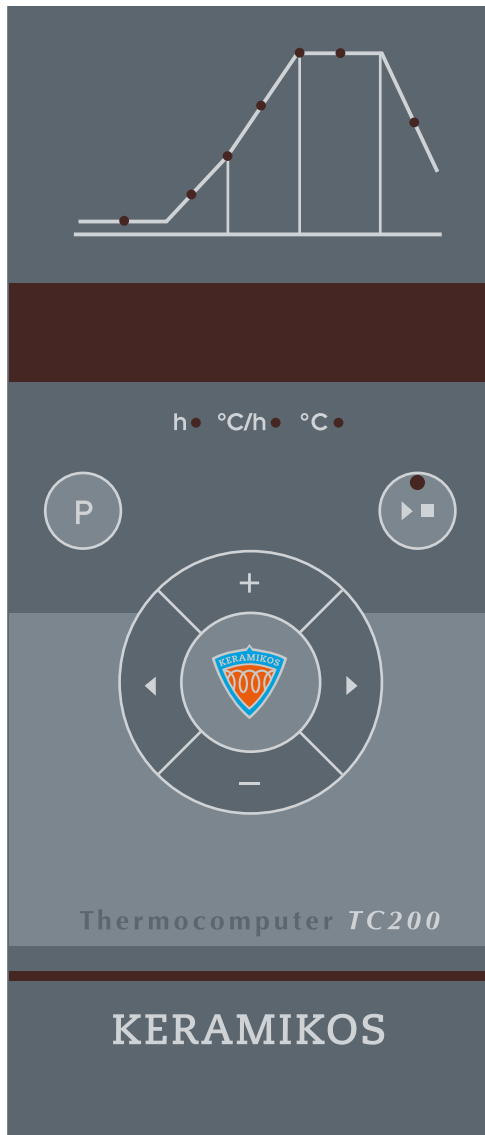 h °C/h °C
P
+
KERAMIKOS
−
Thermocomputer TC200
KERAMIKOS